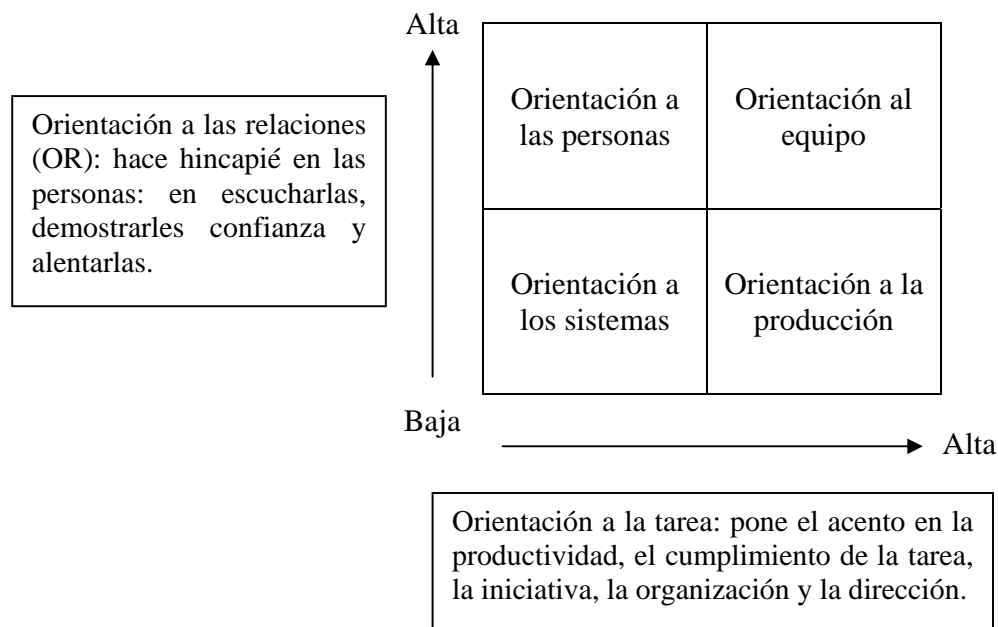 Alta
Orientación a
las personas
Orientación al
equipo
Orientación a las relaciones
(OR): hace hincapié en las
personas: en escucharlas,
demostrarles confianza y
alentarlas.
Orientación a
los sistemas
Orientación a la
producción
Baja
Alta
Orientación a la tarea: pone el acento en la
productividad, el cumplimiento de la tarea,
la iniciativa, la organización y la dirección.